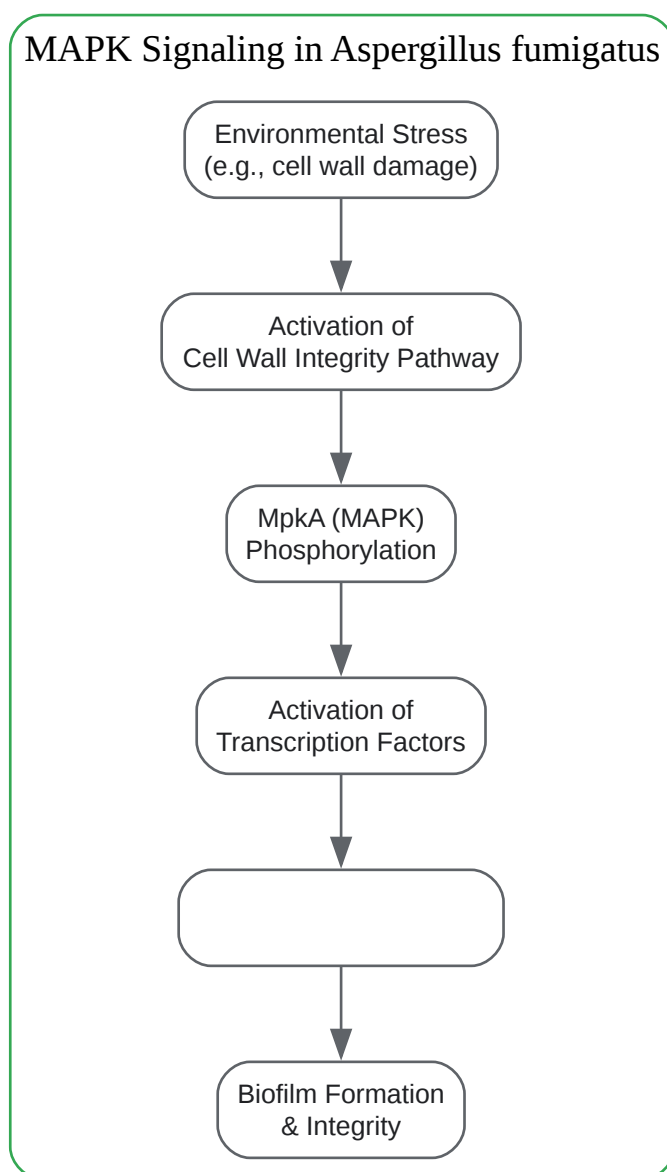 MAPK Signaling in Aspergillus fumigatus
Environmental Stress
(e.g., cell wall damage)
Activation of
Cell Wall Integrity Pathway
MpkA (MAPK)
Phosphorylation
Activation of
Transcription Factors
Biofilm Formation
& Integrity